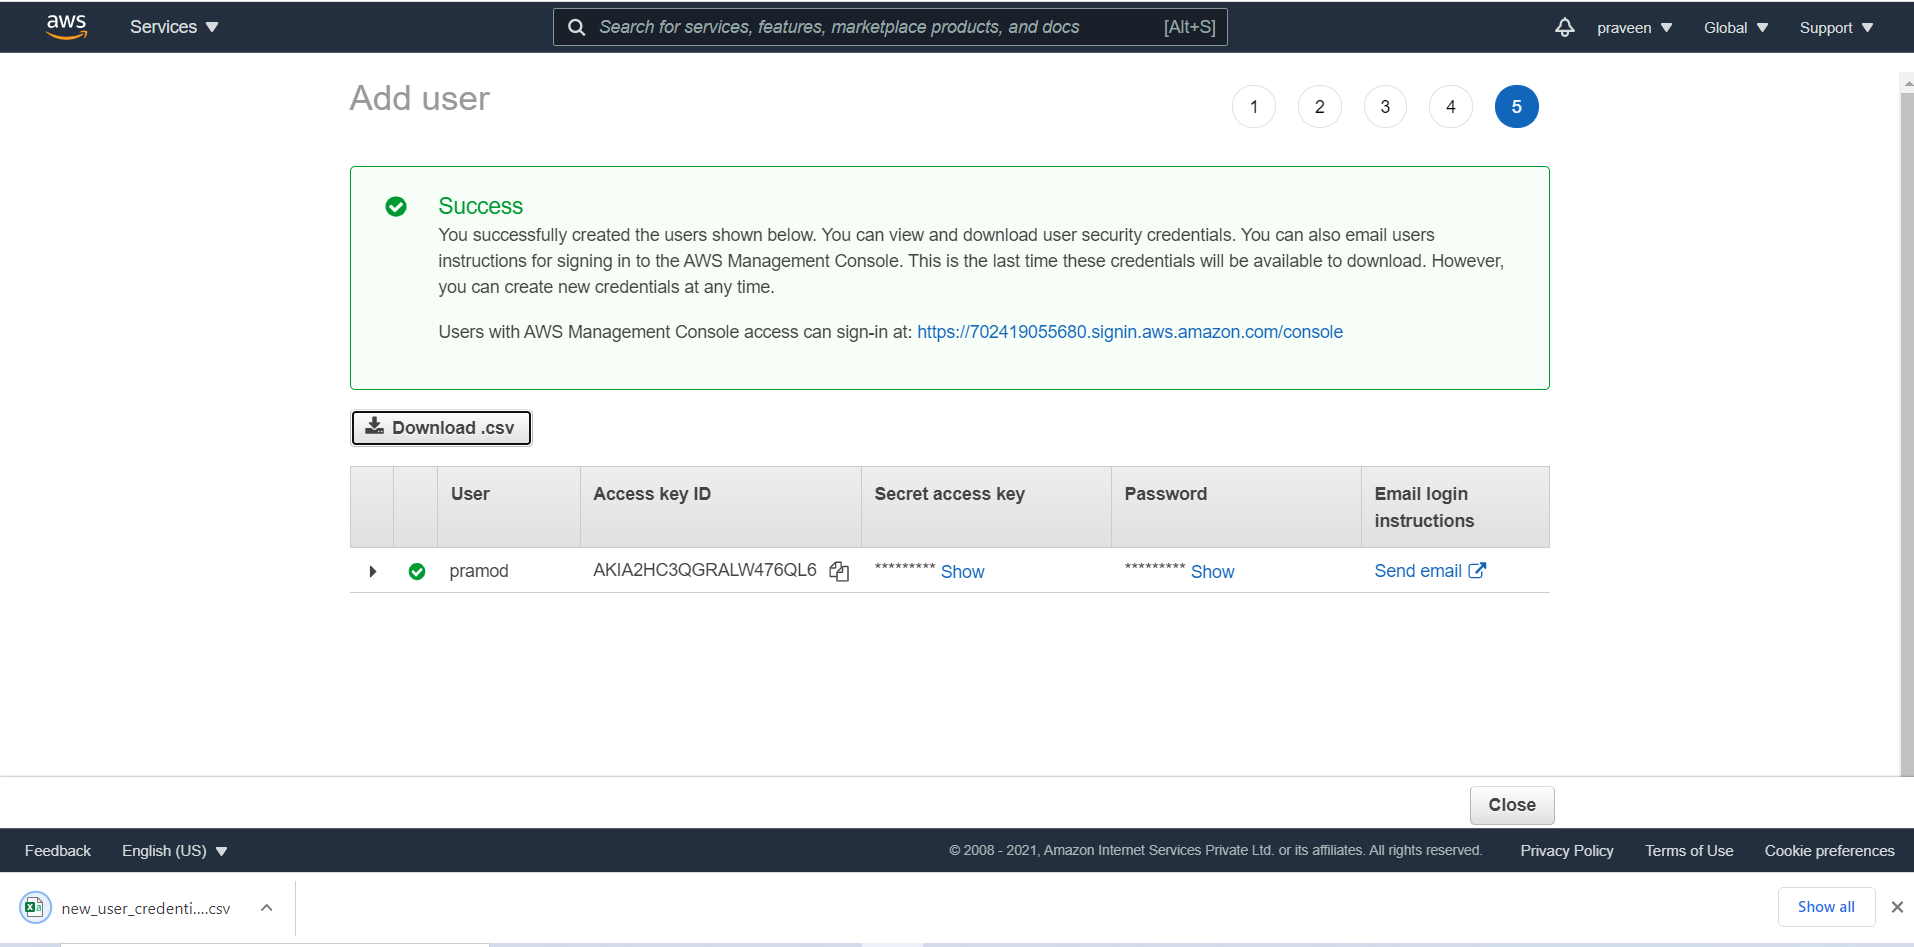 aws
Services
Search for services, features, marketplace products, and docs [Alt+S]
praveen
Global
Support
Add user
1 2 3 4 5
Success
You successfully created the users shown below. You can view and download user security credentials. You can also email users
instructions for signing in to the AWS Management Console. This is the last time these credentials will be available to download. However,
you can create new credentials at any time.
Users with AWS Management Console access can sign-in at: https://702419055680.signin.aws.amazon.com/console
Download .csv
User Access key ID Secret access key Password Email login
instructions
pramod AKIA2HC3QGRALW476QL6 ********* Show ********* Show Send email
Close
Feedback English (US) © 2008 - 2021, Amazon Internet Services Private Ltd. or its affiliates. All rights reserved. Privacy Policy Terms of Use Cookie preferences
new_user_credenti....csv Show all